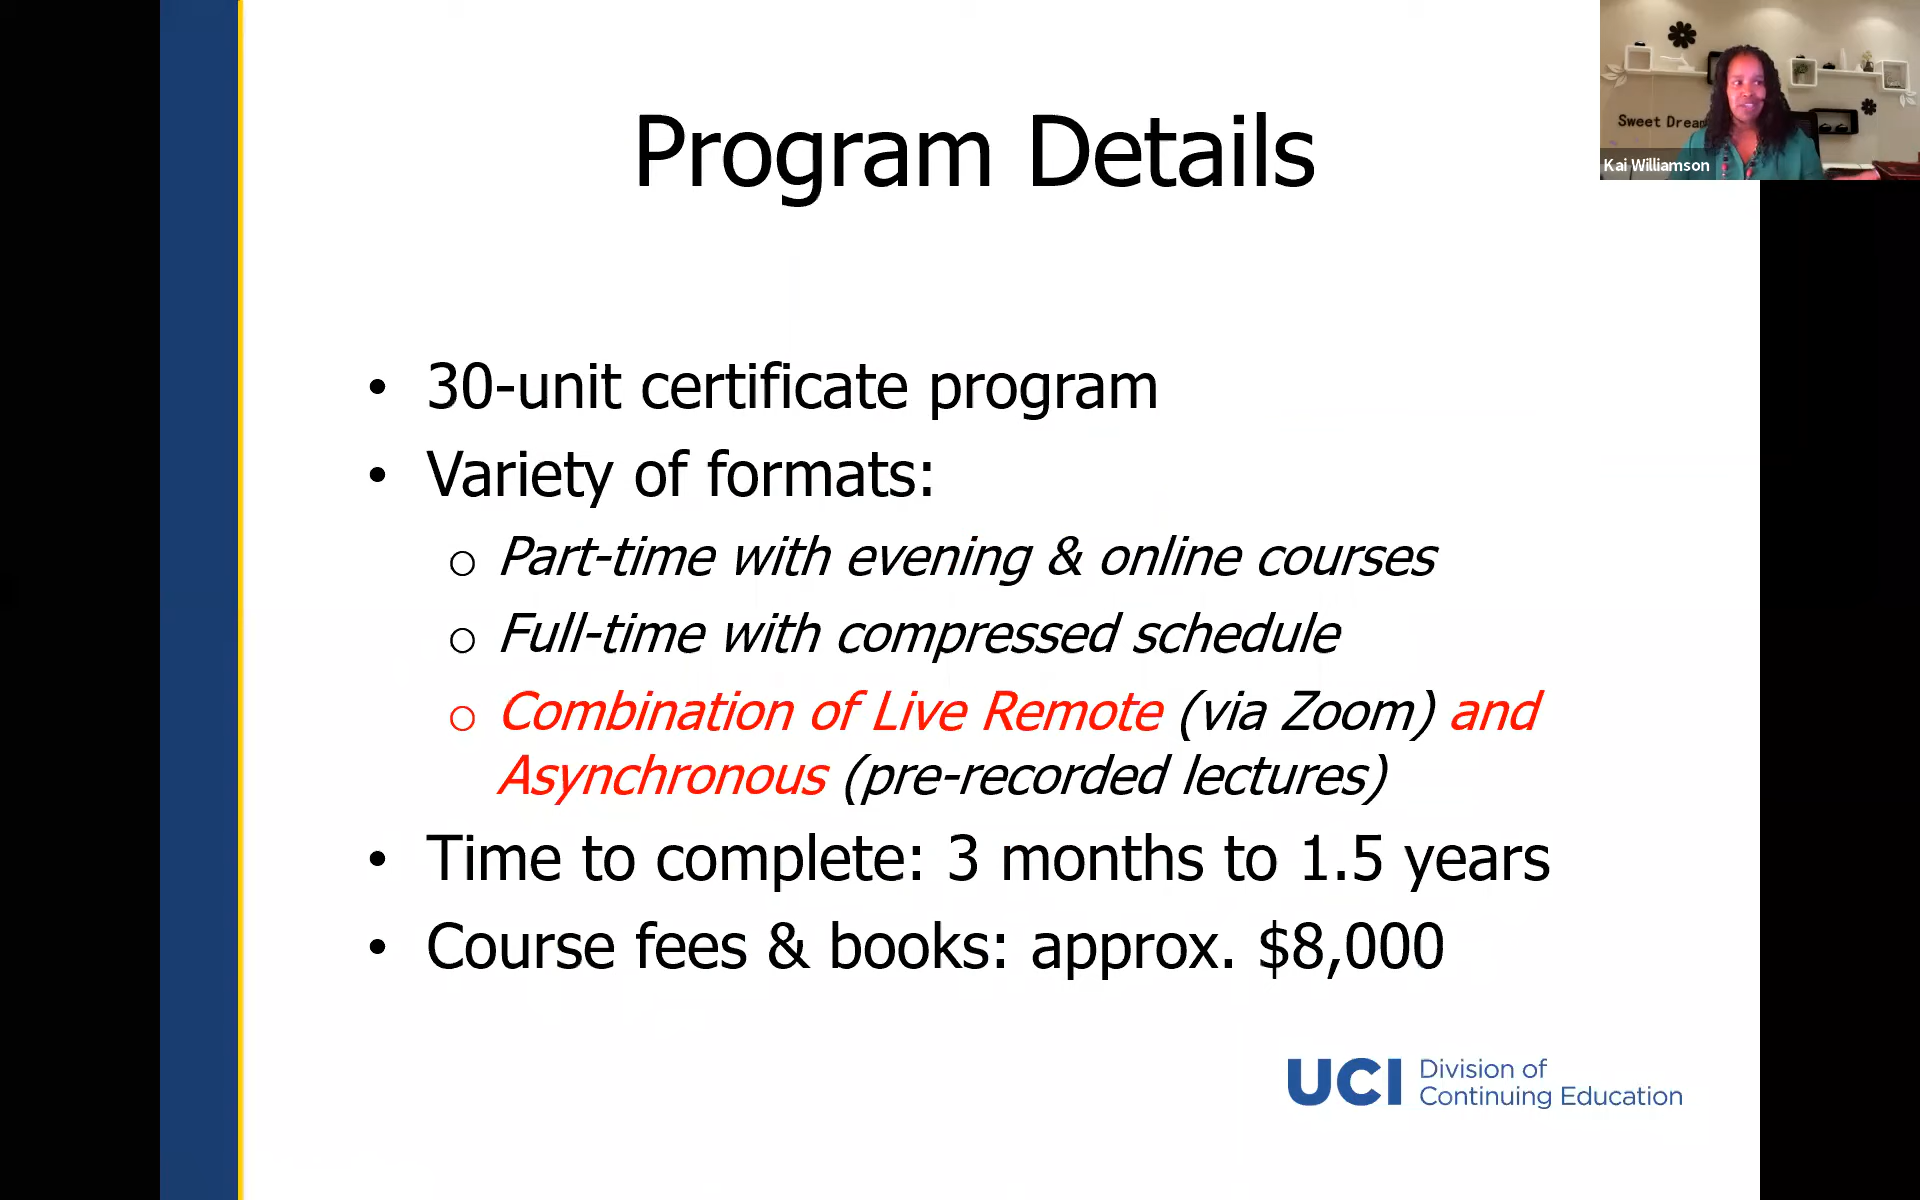 Program Details
• 30-unit certificate program
• Variety of formats:
o Part-time with evening & online courses
o Full-time with compressed schedule
o Combination of Live Remote (via Zoom) and
Asynchronous (pre-recorded lectures)
• Time to complete: 3 months to 1.5 years
• Course fees & books: approx. $8,000
UCI Division of
Continuing Education
Sweet Dream
Kai Williamson